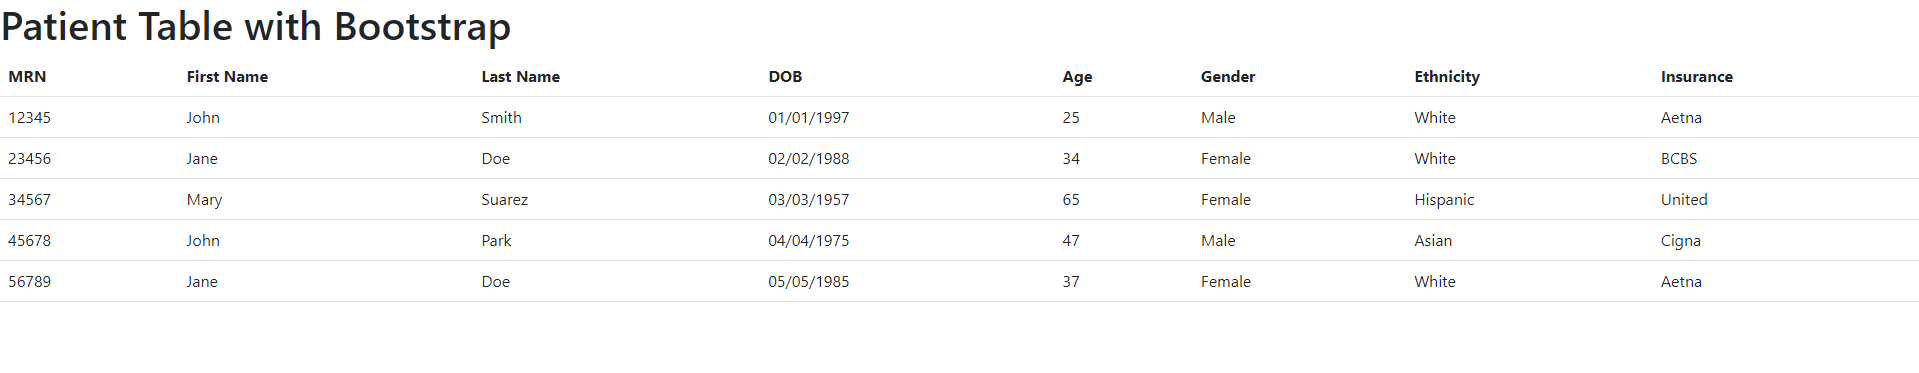 Patient Table with Bootstrap
MRN First Name Last Name DOB Age Gender Ethnicity Insurance
12345 John Smith 01/01/1997 25 Male White Aetna
23456 Jane Doe 02/02/1988 34 Female White BCBS
34567 Mary Suarez 03/03/1957 65 Female Hispanic United
45678 John Park 04/04/1975 47 Male Asian Cigna
56789 Jane Doe 05/05/1985 37 Female White Aetna